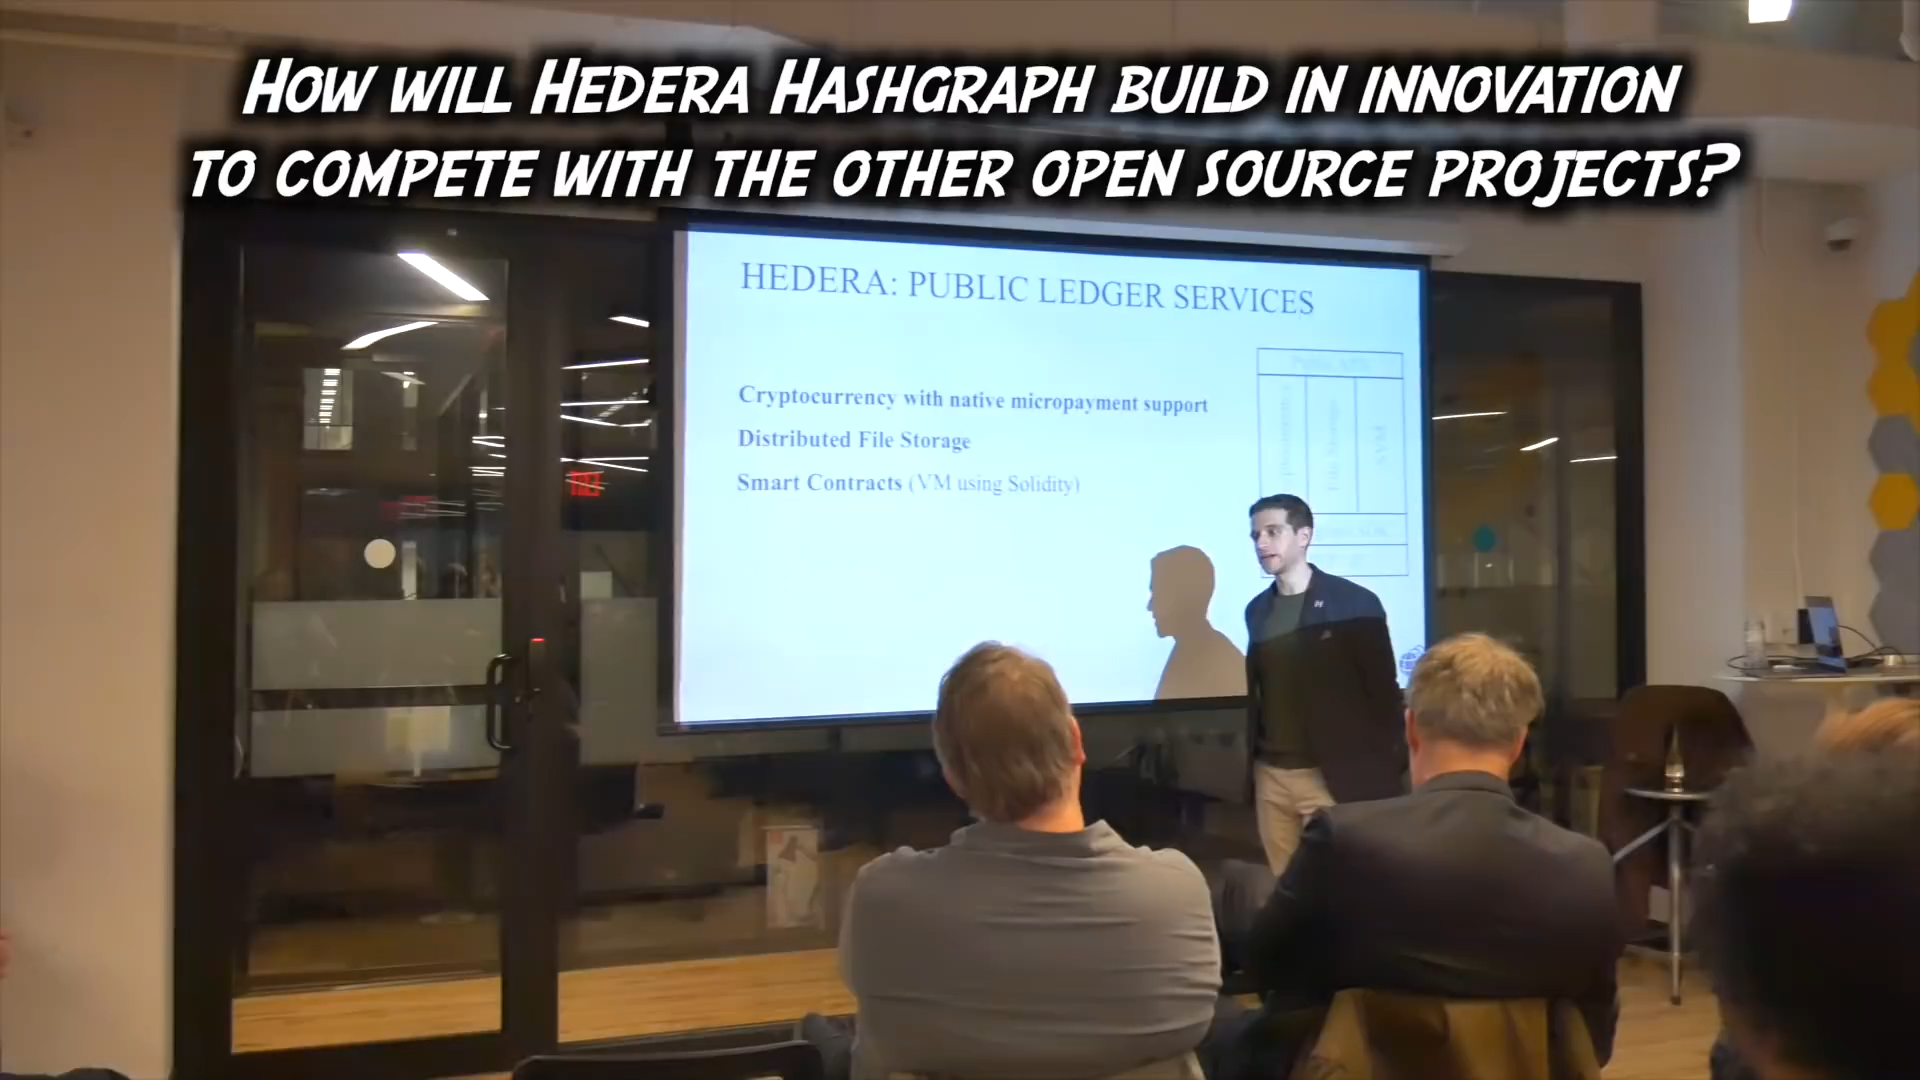 How will Hedera Hashgraph build in innovation
to compete with the other open source projects?
HEDERA: PUBLIC LEDGER SERVICES
Cryptocurrency with native micropayment support
Distributed File Storage
Smart Contracts (VM using Solidity)